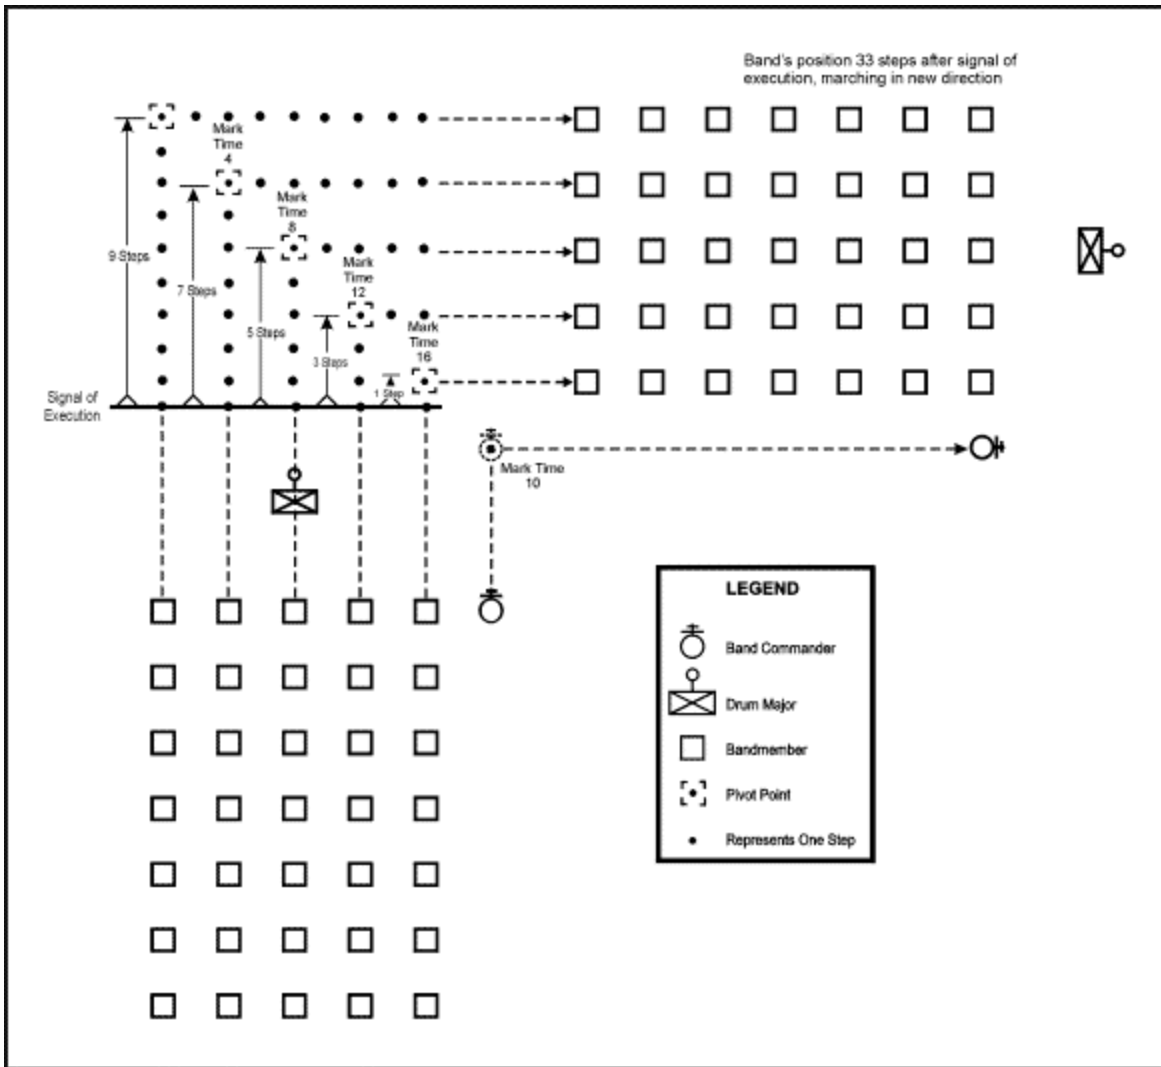 Band's position 33 steps after signal of
execution, marching in new direction
Mark
Time
4
Mark
Time
8
9 Steps
Mark
Time
12
7 Steps
5 Steps
Mark
Time
16
3 Steps
1 Step
Signal of
Execution
Mark Time
10
LEGEND
Band Commander
Drum Major
Bandmember
Pivot Point
Represents One Step